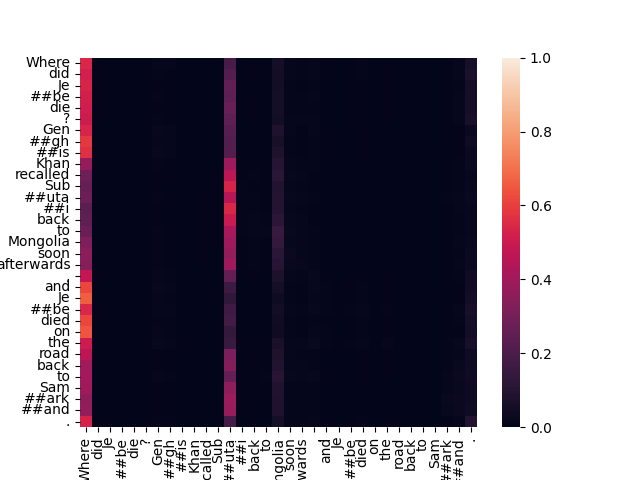 Where
did
Je
##be
die
?
Gen
##gh
##is
Khan
recalled
Sub
##uta
##i
back
to
Mongolia
soon
afterwards
and
Je
##be
died
on
the
road
back
to
Sam
##ark
##and
.
1.0
0.8
0.6
0.4
0.2
0.0
Where
did
Je
##be
die
?
Gen
##gh
##is
Khan
called
Sub
##uta
##i
back
to
ngolia
soon
wards
and
Je
##be
died
on
the
road
back
to
Sam
##ark
##and
.